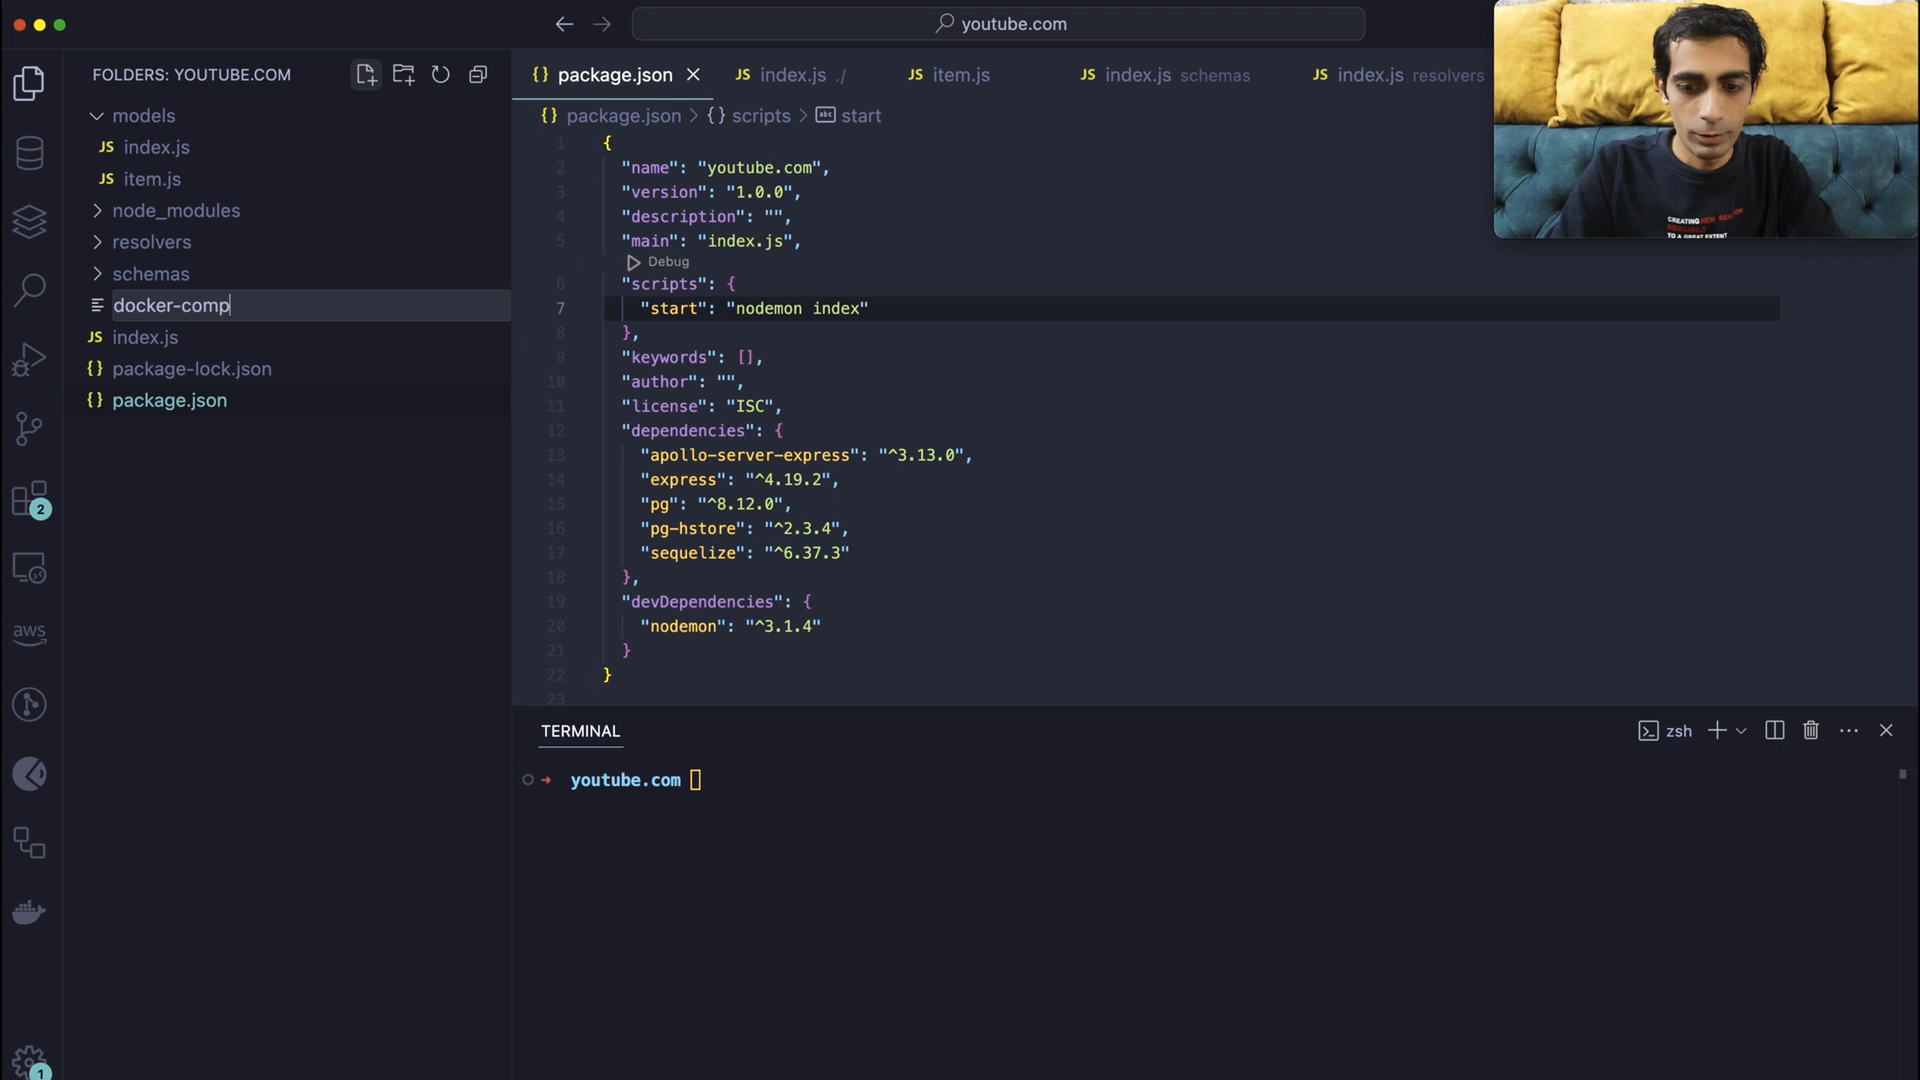 youtube.com
FOLDERS: YOUTUBE.COM
models
JS index.js
JS item.js
node_modules
resolvers
schemas
docker-comp
JS index.js
{} package-lock.json
{} package.json
2
aws
1
{} package.json
JS index.js ./
JS item.js
JS index.js schemas
JS index.js resolvers
{} package.json > {} scripts > abc start
1 {
2 "name": "youtube.com",
3 "version": "1.0.0",
4 "description": "",
5 "main": "index.js",
Debug
6 "scripts": {
7 "start": "nodemon index"
8 },
9 "keywords": [],
10 "author": "",
11 "license": "ISC",
12 "dependencies": {
13 "apollo-server-express": "^3.13.0",
14 "express": "^4.19.2",
15 "pg": "^8.12.0",
16 "pg-hstore": "^2.3.4",
17 "sequelize": "^6.37.3"
18 },
19 "devDependencies": {
20 "nodemon": "^3.1.4"
21 }
22 }
23
CREATING NEW
TO A GREAT EXTENT
TERMINAL
zsh
youtube.com